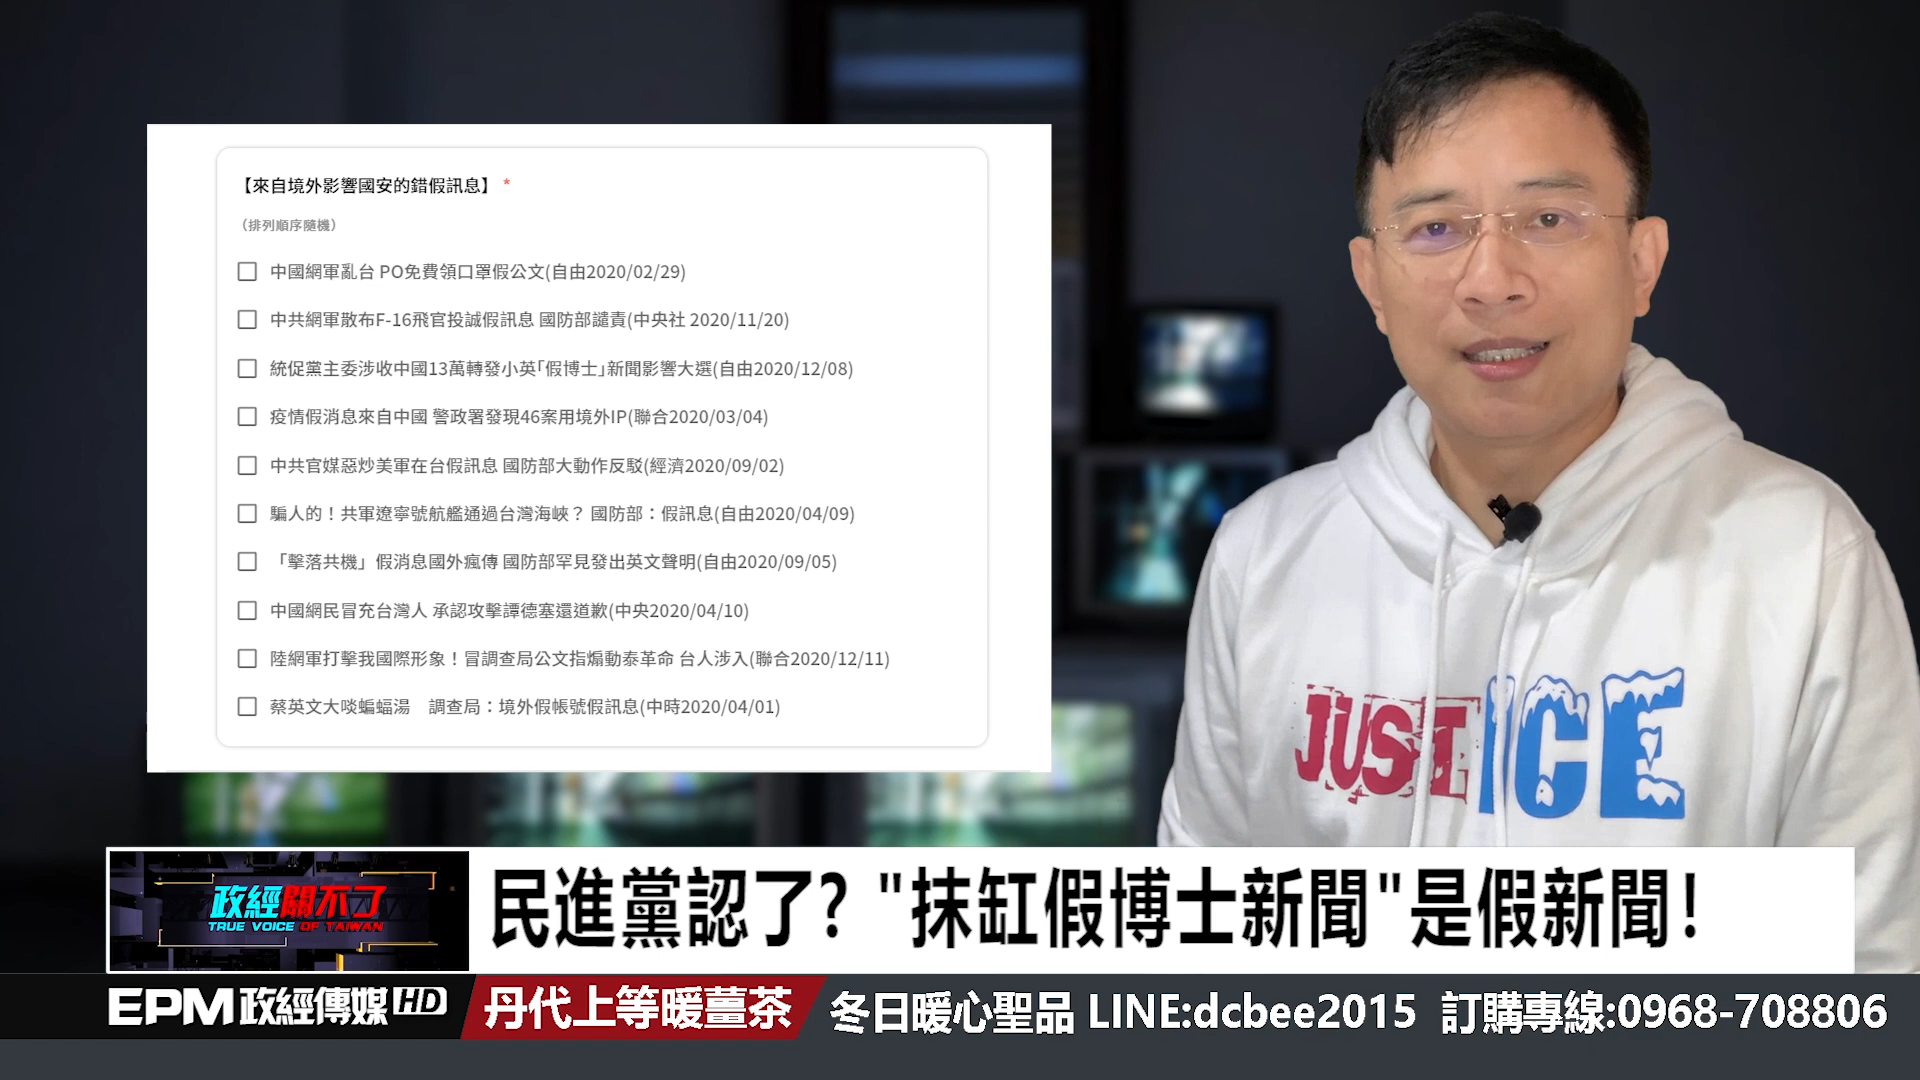 【來自境外影響國安的錯假訊息】 *
（排列順序隨機）
中國網軍亂台 PO免費領口罩假公文(自由2020/02/29)
中共網軍散布F-16飛官投誠假訊息 國防部譴責(中央社 2020/11/20)
統促黨主委涉收中國13萬轉發小英｢假博士｣新聞影響大選(自由2020/12/08)
疫情假消息來自中國 警政署發現46案用境外IP(聯合2020/03/04)
中共官媒惡炒美軍在台假訊息 國防部大動作反駁(經濟2020/09/02)
騙人的！共軍遼寧號航艦通過台灣海峽？ 國防部：假訊息(自由2020/04/09)
「擊落共機」假消息國外瘋傳 國防部罕見發出英文聲明(自由2020/09/05)
中國網民冒充台灣人 承認攻擊譚德塞還道歉(中央2020/04/10)
陸網軍打擊我國際形象！冒調查局公文指煽動泰革命 台人涉入(聯合2020/12/11)
蔡英文大啖蝙蝠湯　調查局：境外假帳號假訊息(中時2020/04/01)
JUSTICE
政經關不了
TRUE VOICE OF TAIWAN
民進黨認了? "抹缸假博士新聞"是假新聞!
EPM政經傳媒HD
丹代上等暖薑茶
冬日暖心聖品 LINE:dcbee2015 訂購專線:0968-708806